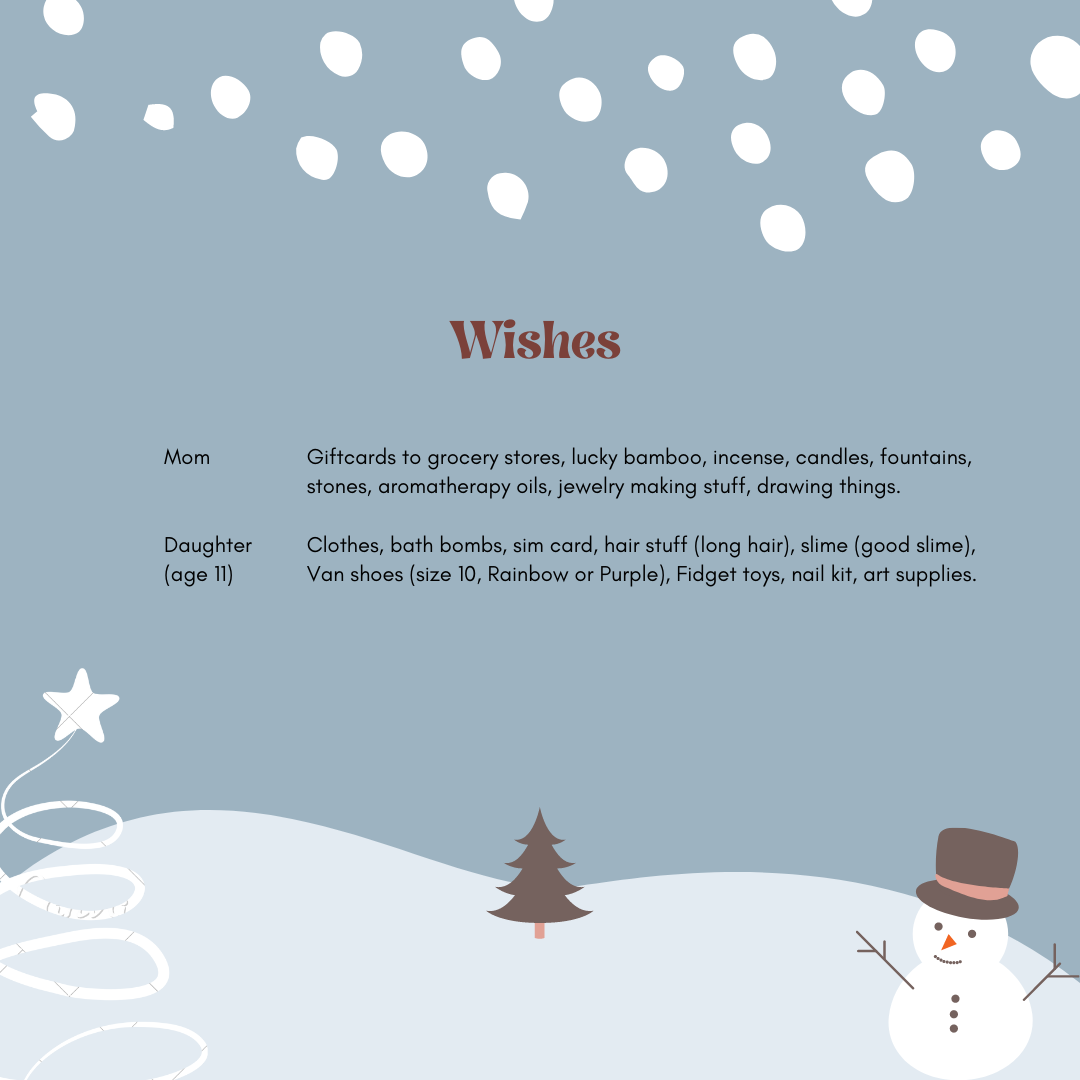 Wishes
Mom
Giftcards to grocery stores, lucky bamboo, incense, candles, fountains,
stones, aromatherapy oils, jewelry making stuff, drawing things.
Daughter
(age 11)
Clothes, bath bombs, sim card, hair stuff (long hair), slime (good slime),
Van shoes (size 10, Rainbow or Purple), Fidget toys, nail kit, art supplies.